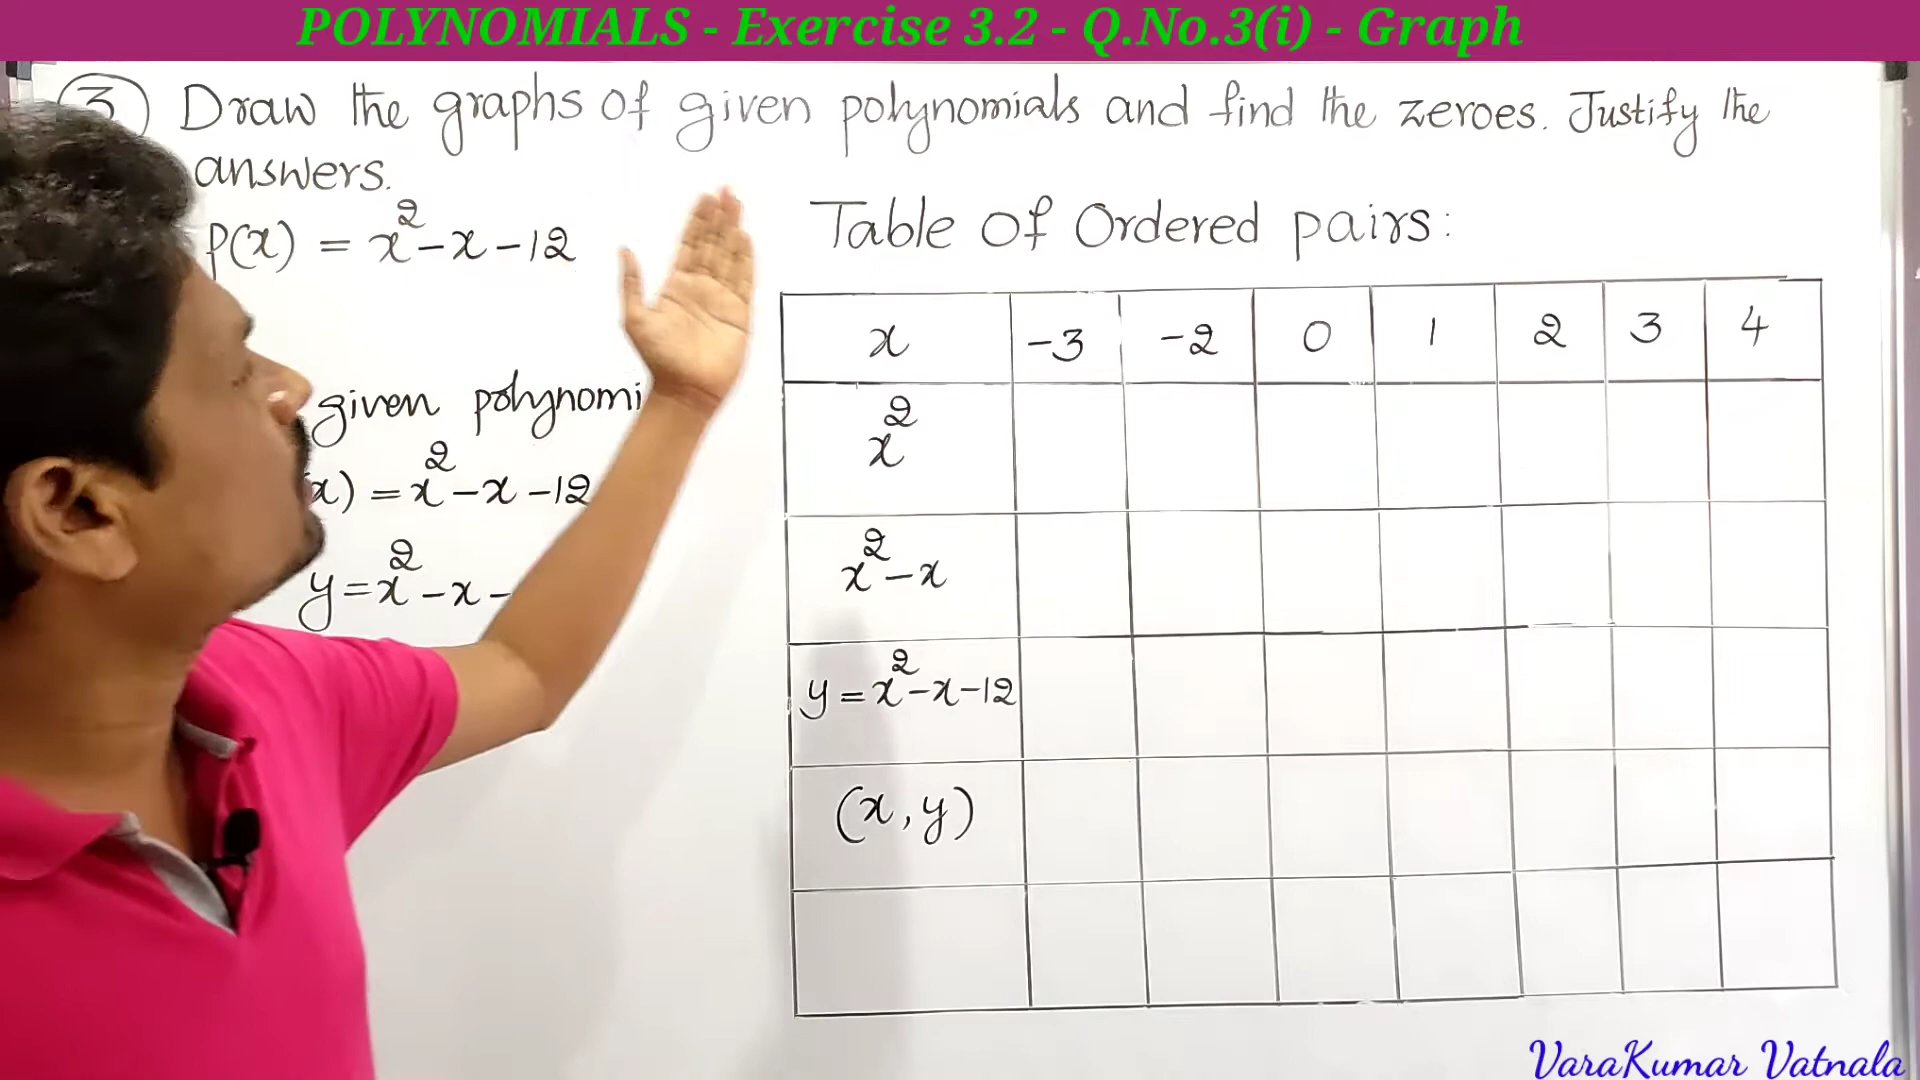 POLYNOMIALS - Exercise 3.2 - Q.No.3(i) - Graph
3 Draw the graphs of given polynomials and find the zeroes. Justify the
answers.
p(x) = x² - x - 12
Table of Ordered pairs:
given polynomi
x) = x² - x - 12
y = x² - x -
x -3 -2 0 1 2 3 4
x²
x² - x
y = x² - x - 12
(x, y)
VaraKumar Vatnala